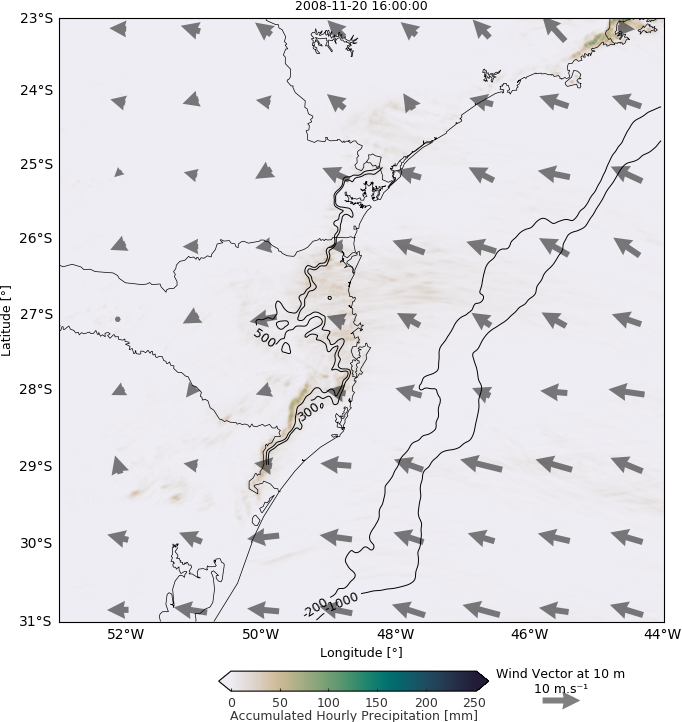 2008-11-20 16:00:00
23°S
24°S
25°S
26°S
27°S
28°S
29°S
30°S
31°S
Latitude [°]
500
300
-200
-1000
52°W 50°W 48°W 46°W 44°W
Longitude [°]
0 50 100 150 200 250
Accumulated Hourly Precipitation [mm]
Wind Vector at 10 m
10 m.s⁻¹